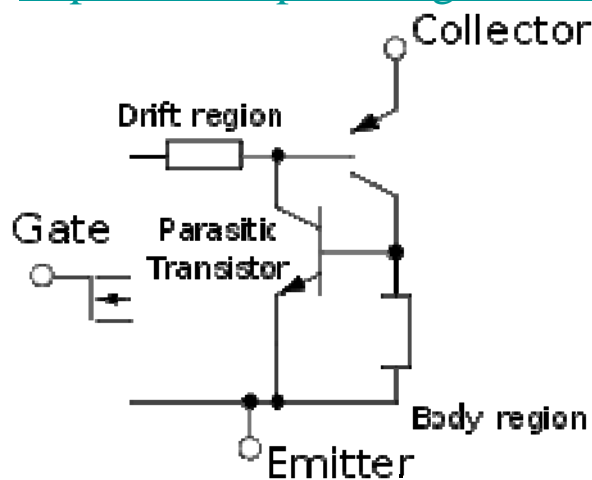 Collector
Drift region
Gate
Parasitic
Transistor
Body region
Emitter